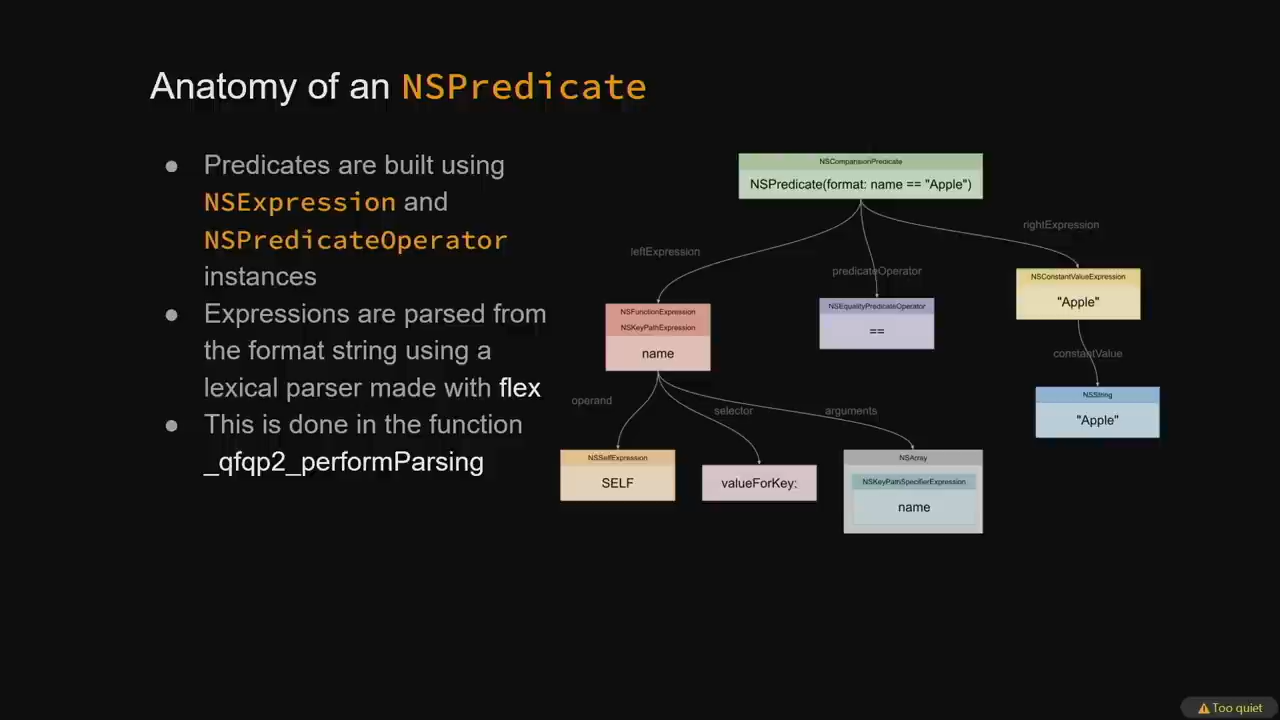 Anatomy of an NSPredicate
● Predicates are built using
NSExpression and
NSPredicateOperator
instances
● Expressions are parsed from
the format string using a
lexical parser made with flex
● This is done in the function
_qfqp2_performParsing
NSComparisonPredicate
NSPredicate(format: name == "Apple")
leftExpression
predicateOperator
rightExpression
NSFunctionExpression
NSKeyPathExpression
name
NSEqualityPredicateOperator
==
NSConstantValueExpression
"Apple"
constantValue
NSString
"Apple"
operand
selector
arguments
NSSelfExpression
SELF
valueForKey:
NSArray
NSKeyPathSpecifierExpression
name
⚠Too quiet